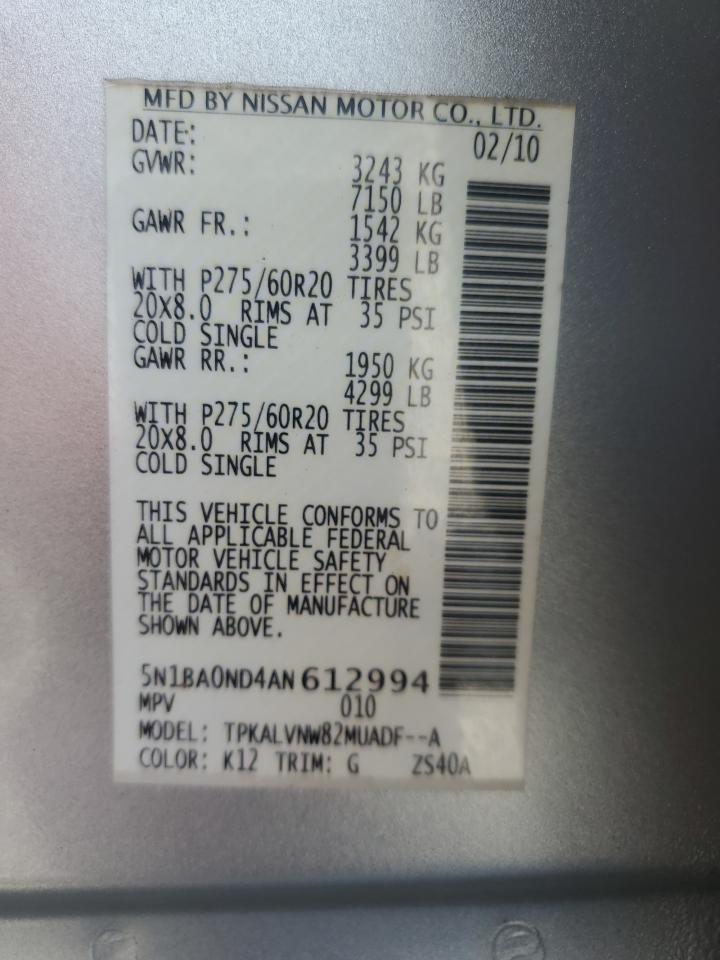 MFD BY NISSAN MOTOR CO., LTD.
DATE: 02/10
GVWR: 3243 KG
7150 LB
GAWR FR.: 1542 KG
3399 LB
WITH P275/60R20 TIRES
20X8.0 RIMS AT 35 PSI
COLD SINGLE
GAWR RR.: 1950 KG
4299 LB
WITH P275/60R20 TIRES
20X8.0 RIMS AT 35 PSI
COLD SINGLE
THIS VEHICLE CONFORMS TO
ALL APPLICABLE FEDERAL
MOTOR VEHICLE SAFETY
STANDARDS IN EFFECT ON
THE DATE OF MANUFACTURE
SHOWN ABOVE.
5N1BA0ND4AN612994
MPV 010
MODEL: TPKALVNW82MUADF--A
COLOR: K12 TRIM: G ZS40A